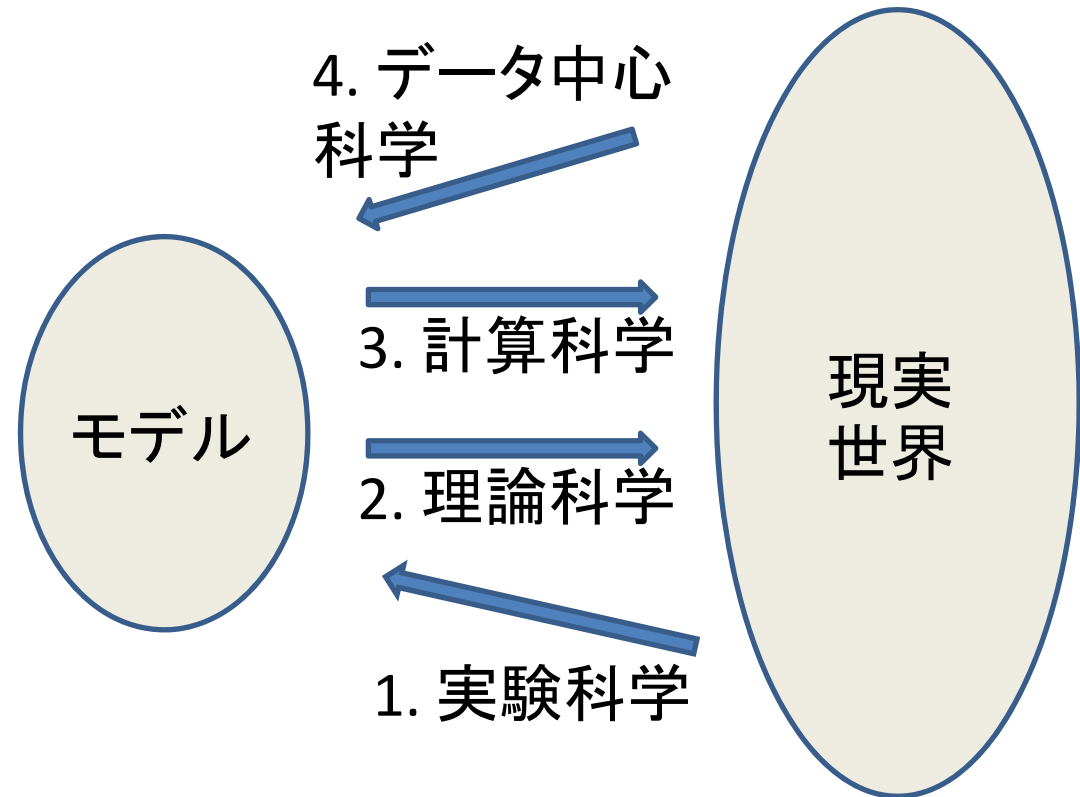 4. データ中心
科学
3. 計算科学
モデル
現実
世界
2. 理論科学
1. 実験科学